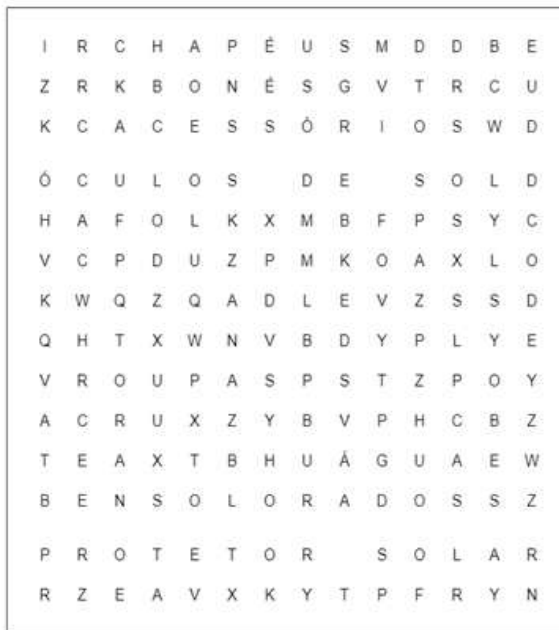 I R C H A P É U S M D D B E
Z R K B O N É S G V T R C U
K C A C E S S Ó R I O S W D
Ó C U L O S D E S O L D
H A F O L K X M B F P S Y C
V C P D U Z P M K O A X L O
K W Q Z Q A D L E V Z S S D
Q H T X W N V B D Y P L Y E
V R O U P A S P S T Z P O Y
A C R U X Z Y B V P H C B Z
T E A X T B H U Á G U A E W
B E N S O L O R A D O S S Z
P R O T E T O R S O L A R
R Z E A V X K Y T P F R Y N